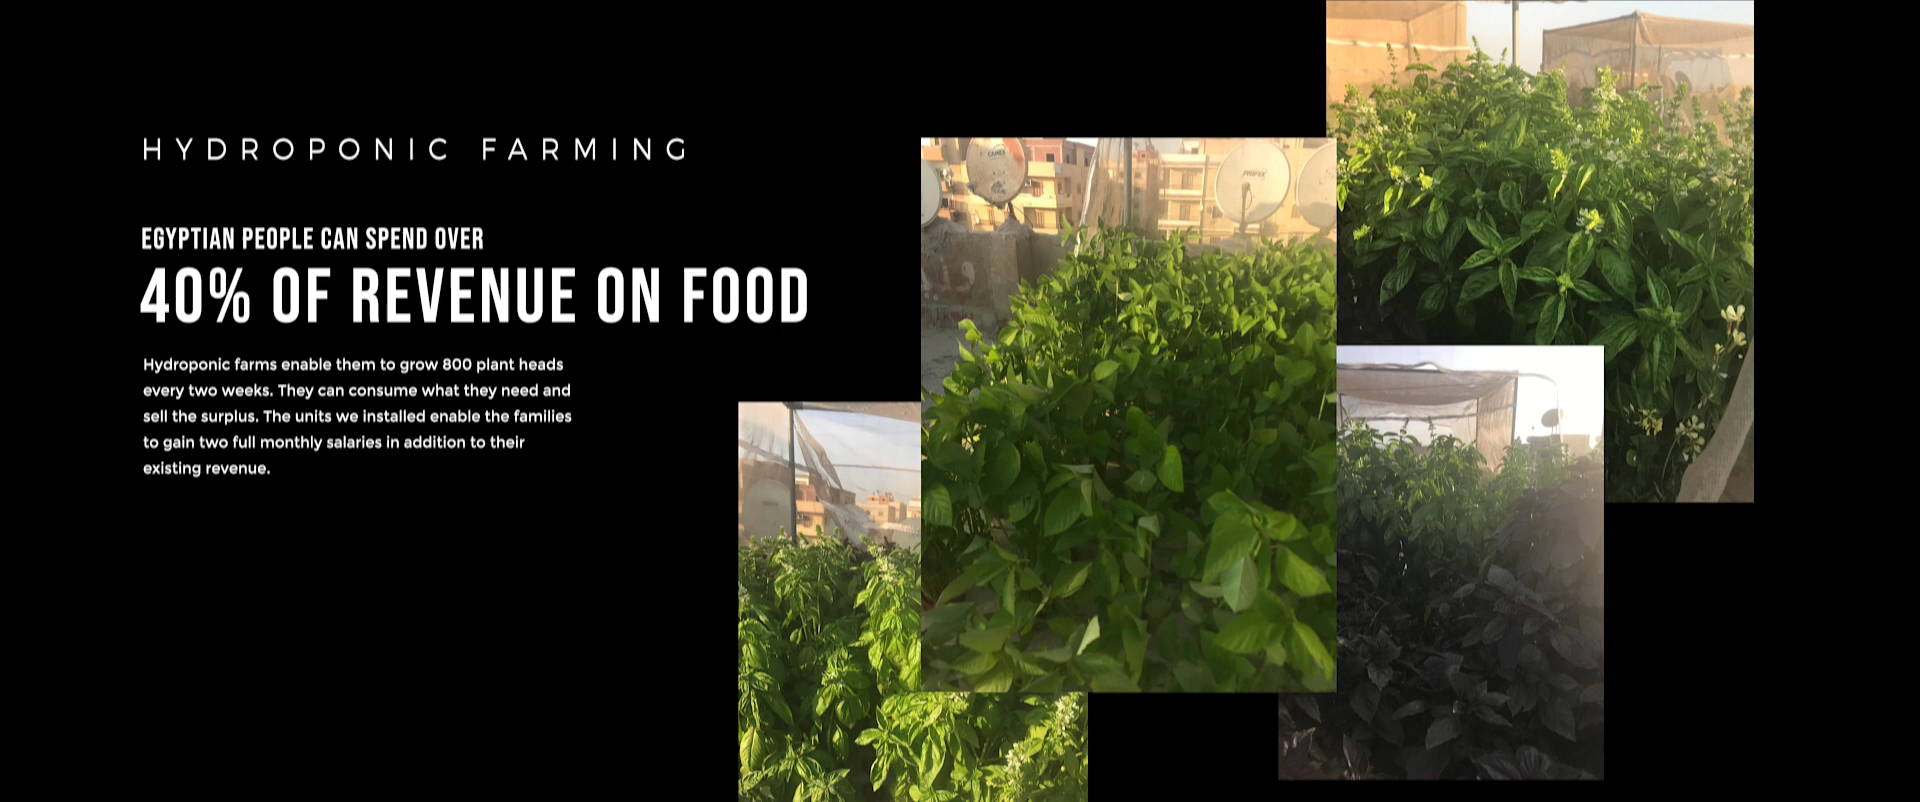 HYDROPONIC FARMING
EGYPTIAN PEOPLE CAN SPEND OVER
40% OF REVENUE ON FOOD
Hydroponic farms enable them to grow 800 plant heads
every two weeks. They can consume what they need and
sell the surplus. The units we installed enable the families
to gain two full monthly salaries in addition to their
existing revenue.